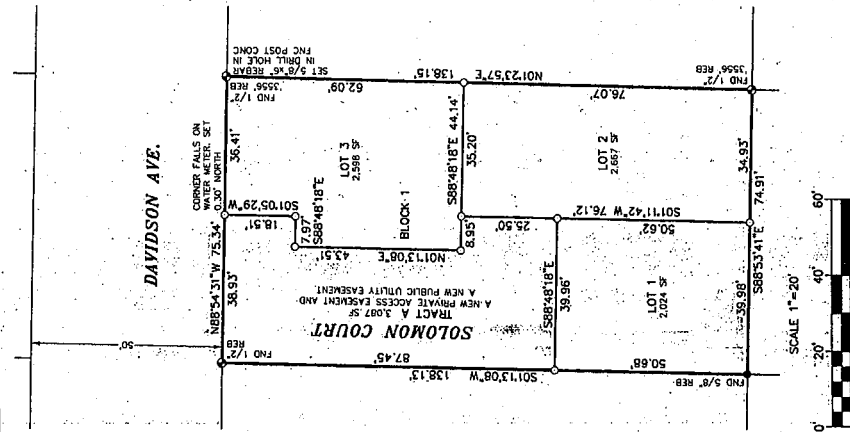 DAVIDSON AVE.
50'
N88°54'31"W 75.34'
38.93'
36.41'
CORNER FALLS ON
WATER METER. SET
0.30' NORTH
SET 5/8"x6" REBAR
IN DRILL HOLE IN
FNC POST CONC
FND 1/2"
REB
FND 1/2"
REB, 3556'
S01°05'29"W
18.51'
7.97'
S88°48'18"E
N01°13'08"E
43.51'
8.95'
BLOCK 1
LOT 3
2,598 SF
62.09'
138.15'
N01°23'57"E
76.07'
S88°48'18"E 44.14'
35.20'
SOLOMON COURT
TRACT A 3,087 SF
A NEW PRIVATE ACCESS EASEMENT AND
A NEW PUBLIC UTILITY EASEMENT.
87.45'
138.13'
S01°13'08"W
50.68'
25.50'
S88°48'18"E
39.96'
S01°11'42"W 76.12'
50.62'
LOT 1
2,024 SF
LOT 2
2,667 SF
FND 5/8" REB
39.98'
S88°53'41"E 74.91'
34.93'
FND 1/2"
REB, 3556'
SCALE 1"=20'
0
20'
40'
60'